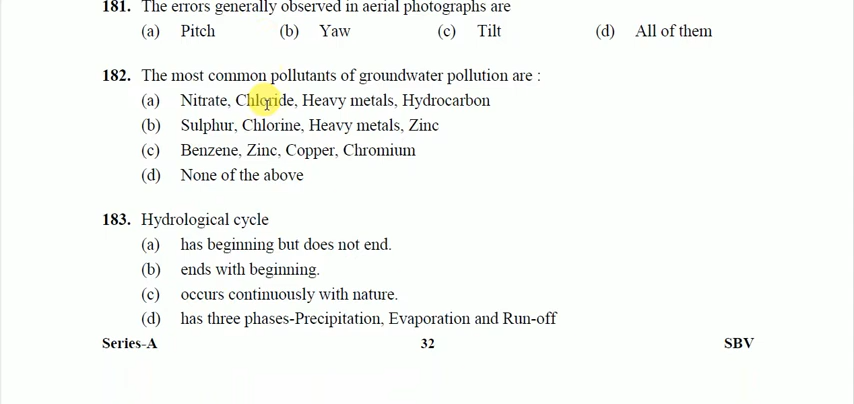 181. The errors generally observed in aerial photographs are
(a) Pitch (b) Yaw (c) Tilt (d) All of them
182. The most common pollutants of groundwater pollution are :
(a) Nitrate, Chloride, Heavy metals, Hydrocarbon
(b) Sulphur, Chlorine, Heavy metals, Zinc
(c) Benzene, Zinc, Copper, Chromium
(d) None of the above
183. Hydrological cycle
(a) has beginning but does not end.
(b) ends with beginning.
(c) occurs continuously with nature.
(d) has three phases-Precipitation, Evaporation and Run-off
Series-A 32 SBV